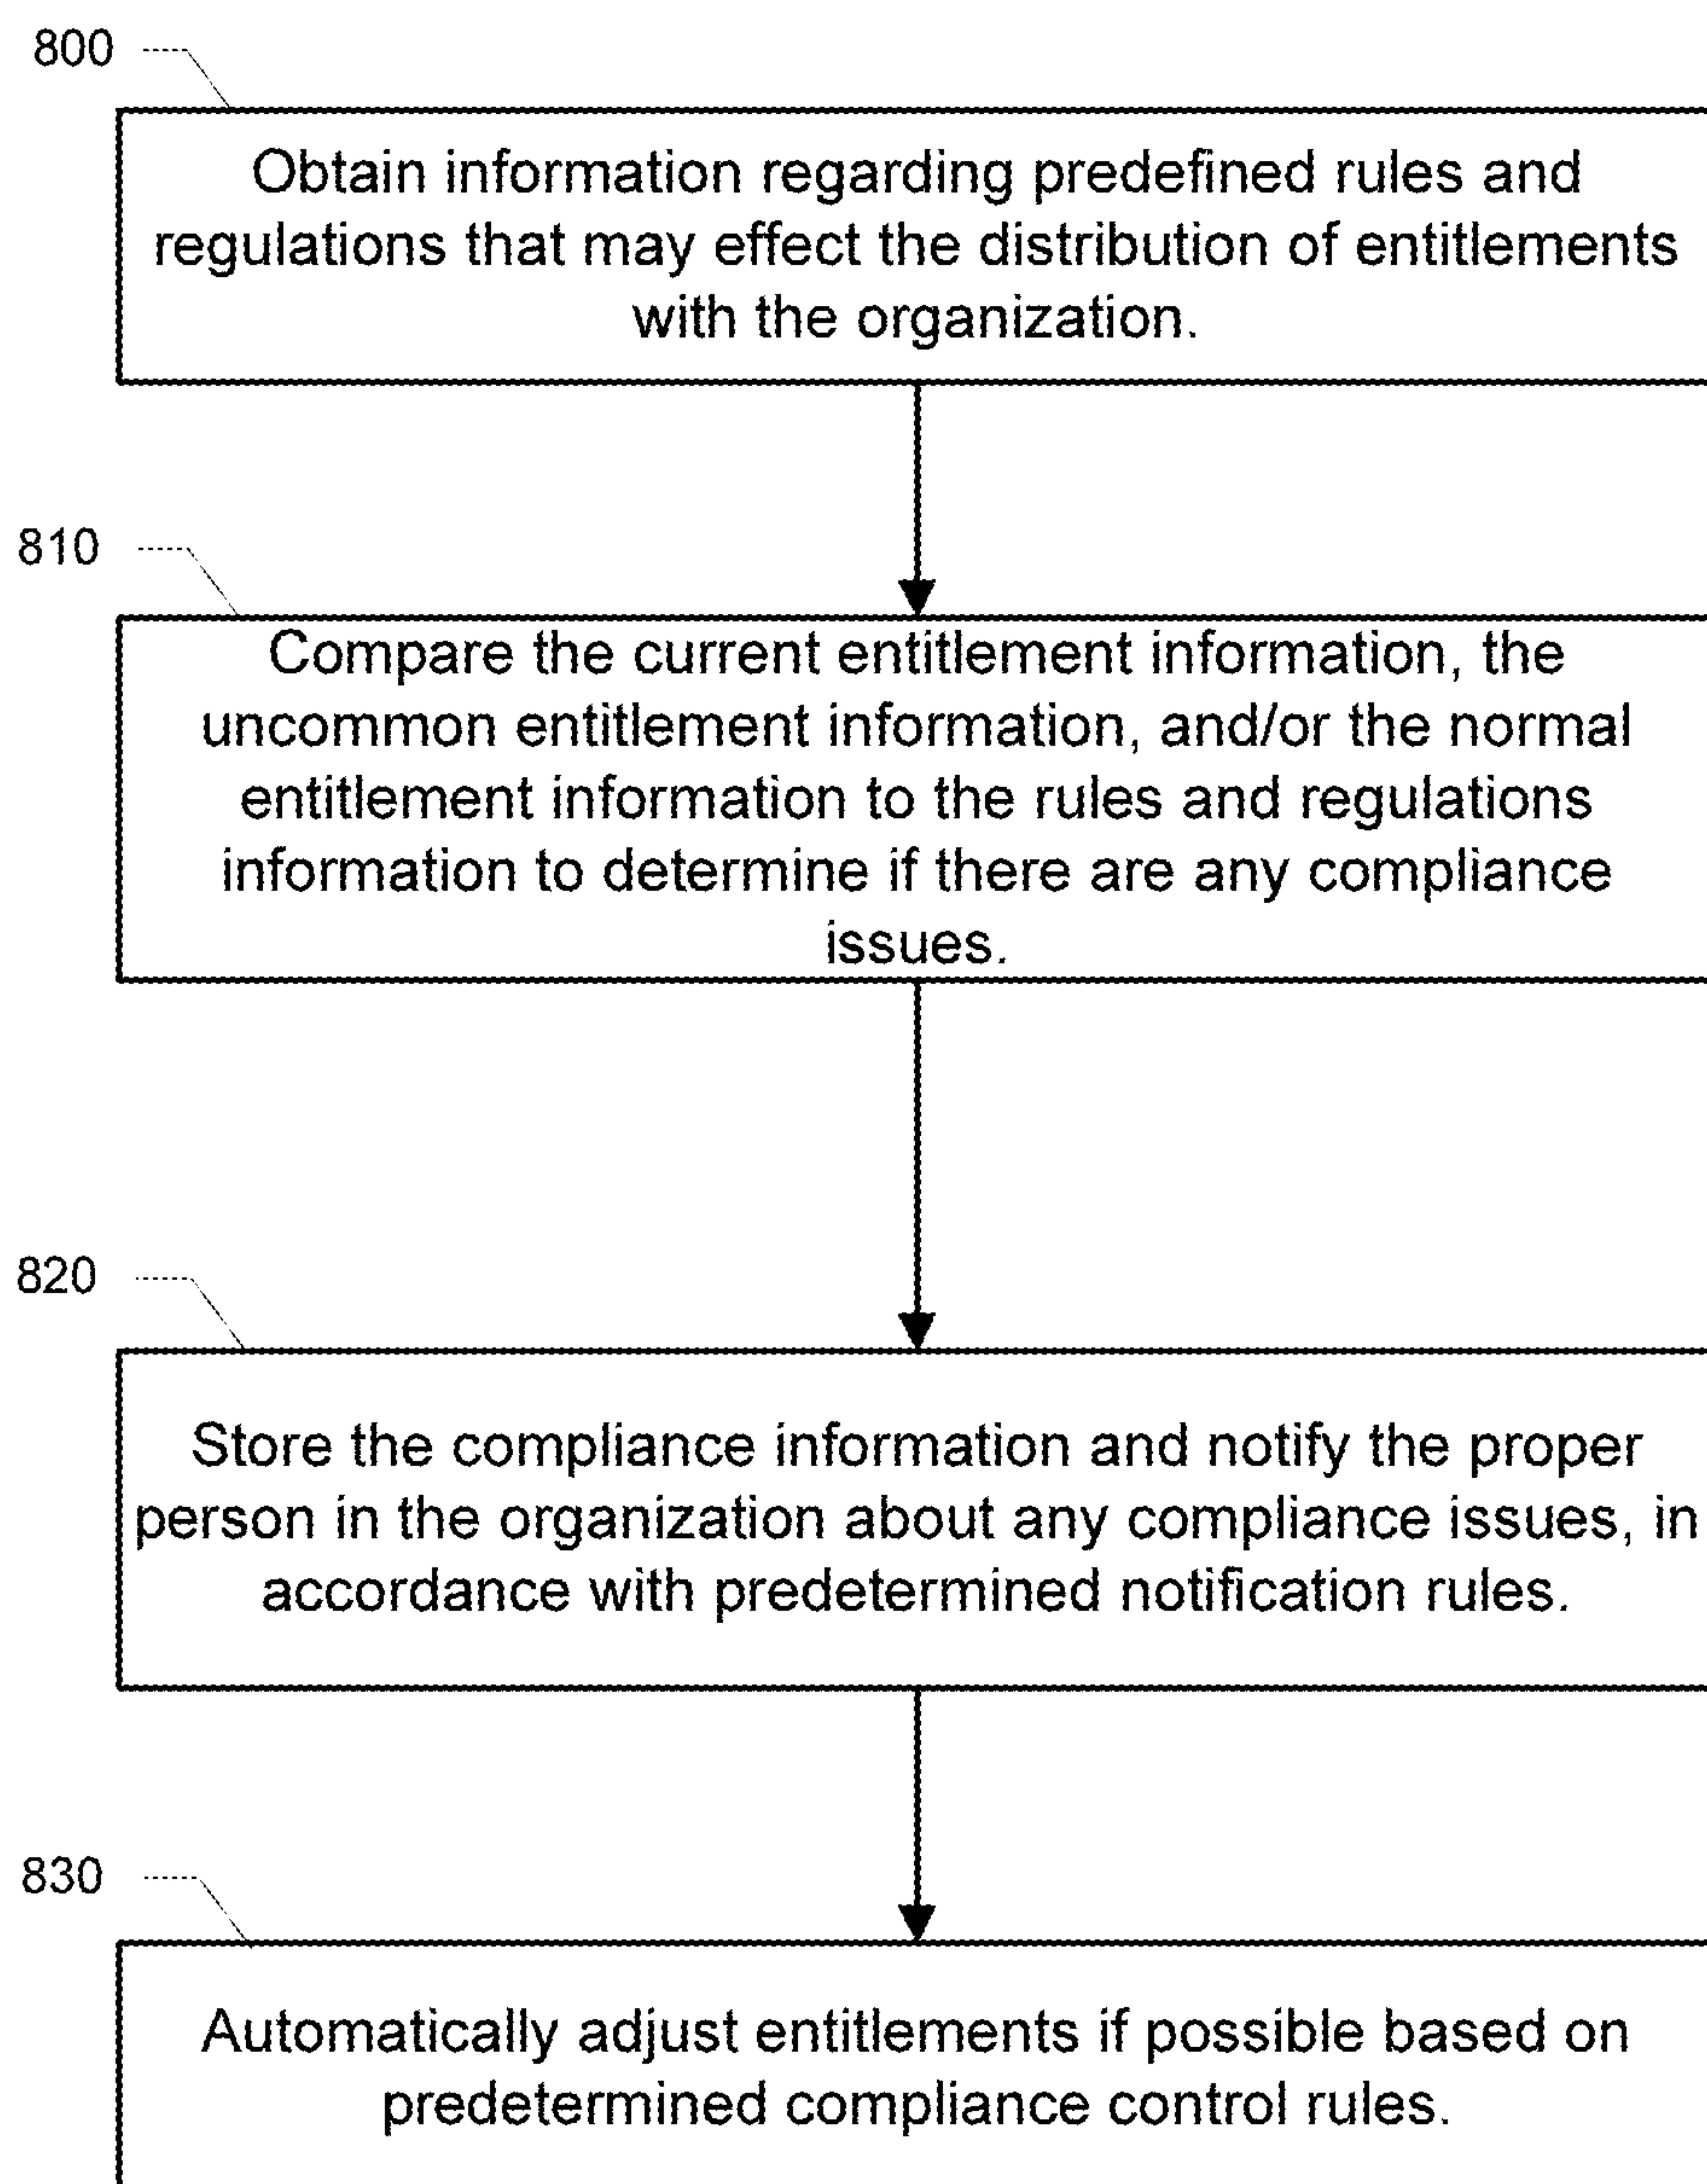 800
Obtain information regarding predefined rules and
regulations that may effect the distribution of entitlements
with the organization.
810
Compare the current entitlement information, the
uncommon entitlement information, and/or the normal
entitlement information to the rules and regulations
information to determine if there are any compliance
issues.
820
Store the compliance information and notify the proper
person in the organization about any compliance issues, in
accordance with predetermined notification rules.
830
Automatically adjust entitlements if possible based on
predetermined compliance control rules.